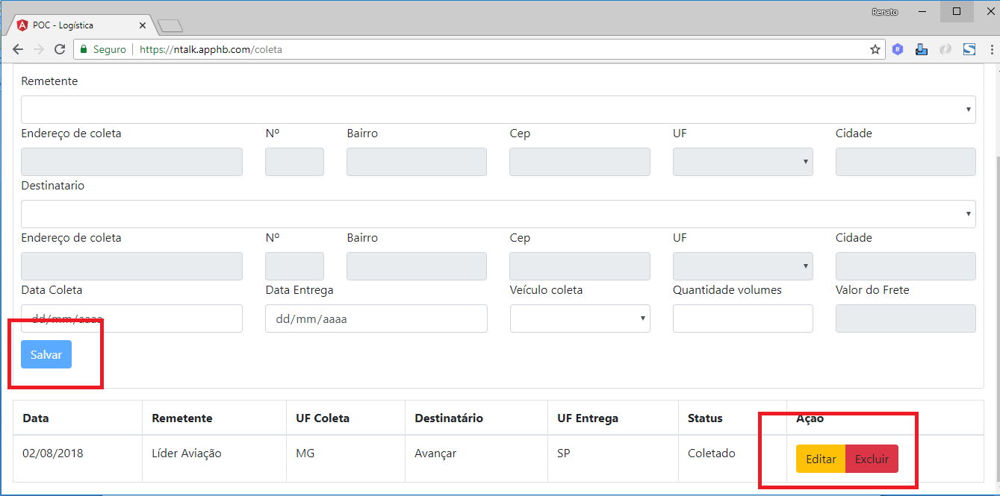 Renato
POC - Logística
Seguro https://ntalk.apphb.com/coleta
Remetente
Endereço de coleta Nº Bairro Cep UF Cidade
Destinatario
Endereço de coleta Nº Bairro Cep UF Cidade
Data Coleta Data Entrega Veículo coleta Quantidade volumes Valor do Frete
dd/mm/aaaa dd/mm/aaaa
Salvar
Data Remetente UF Coleta Destinatário UF Entrega Status Ação
02/08/2018 Líder Aviação MG Avançar SP Coletado Editar Excluir